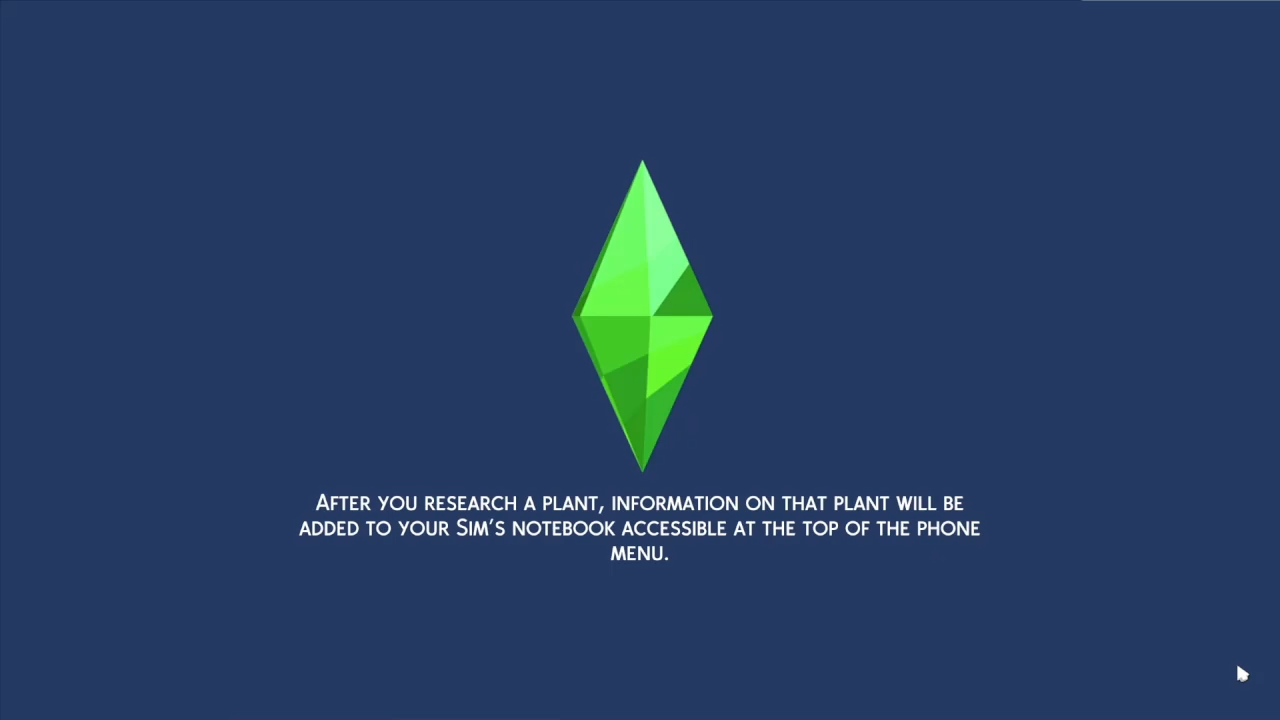 After you research a plant, information on that plant will be
added to your Sim's notebook accessible at the top of the phone
menu.